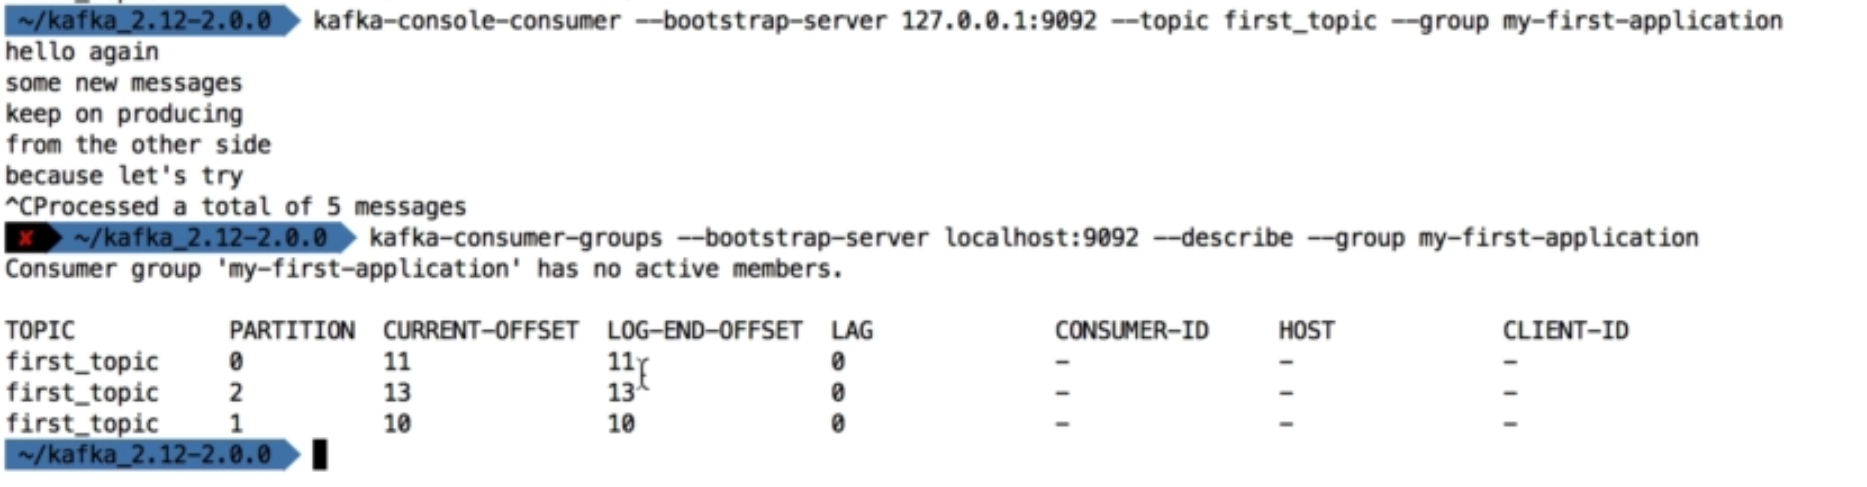 ~/kafka_2.12-2.0.0 kafka-console-consumer --bootstrap-server 127.0.0.1:9092 --topic first_topic --group my-first-application
hello again
some new messages
keep on producing
from the other side
because let's try
^CProcessed a total of 5 messages
✘ ~/kafka_2.12-2.0.0 kafka-consumer-groups --bootstrap-server localhost:9092 --describe --group my-first-application
Consumer group 'my-first-application' has no active members.
TOPIC PARTITION CURRENT-OFFSET LOG-END-OFFSET LAG CONSUMER-ID HOST CLIENT-ID
first_topic 0 11 11 0 - - -
first_topic 2 13 13 0 - - -
first_topic 1 10 10 0 - - -
~/kafka_2.12-2.0.0